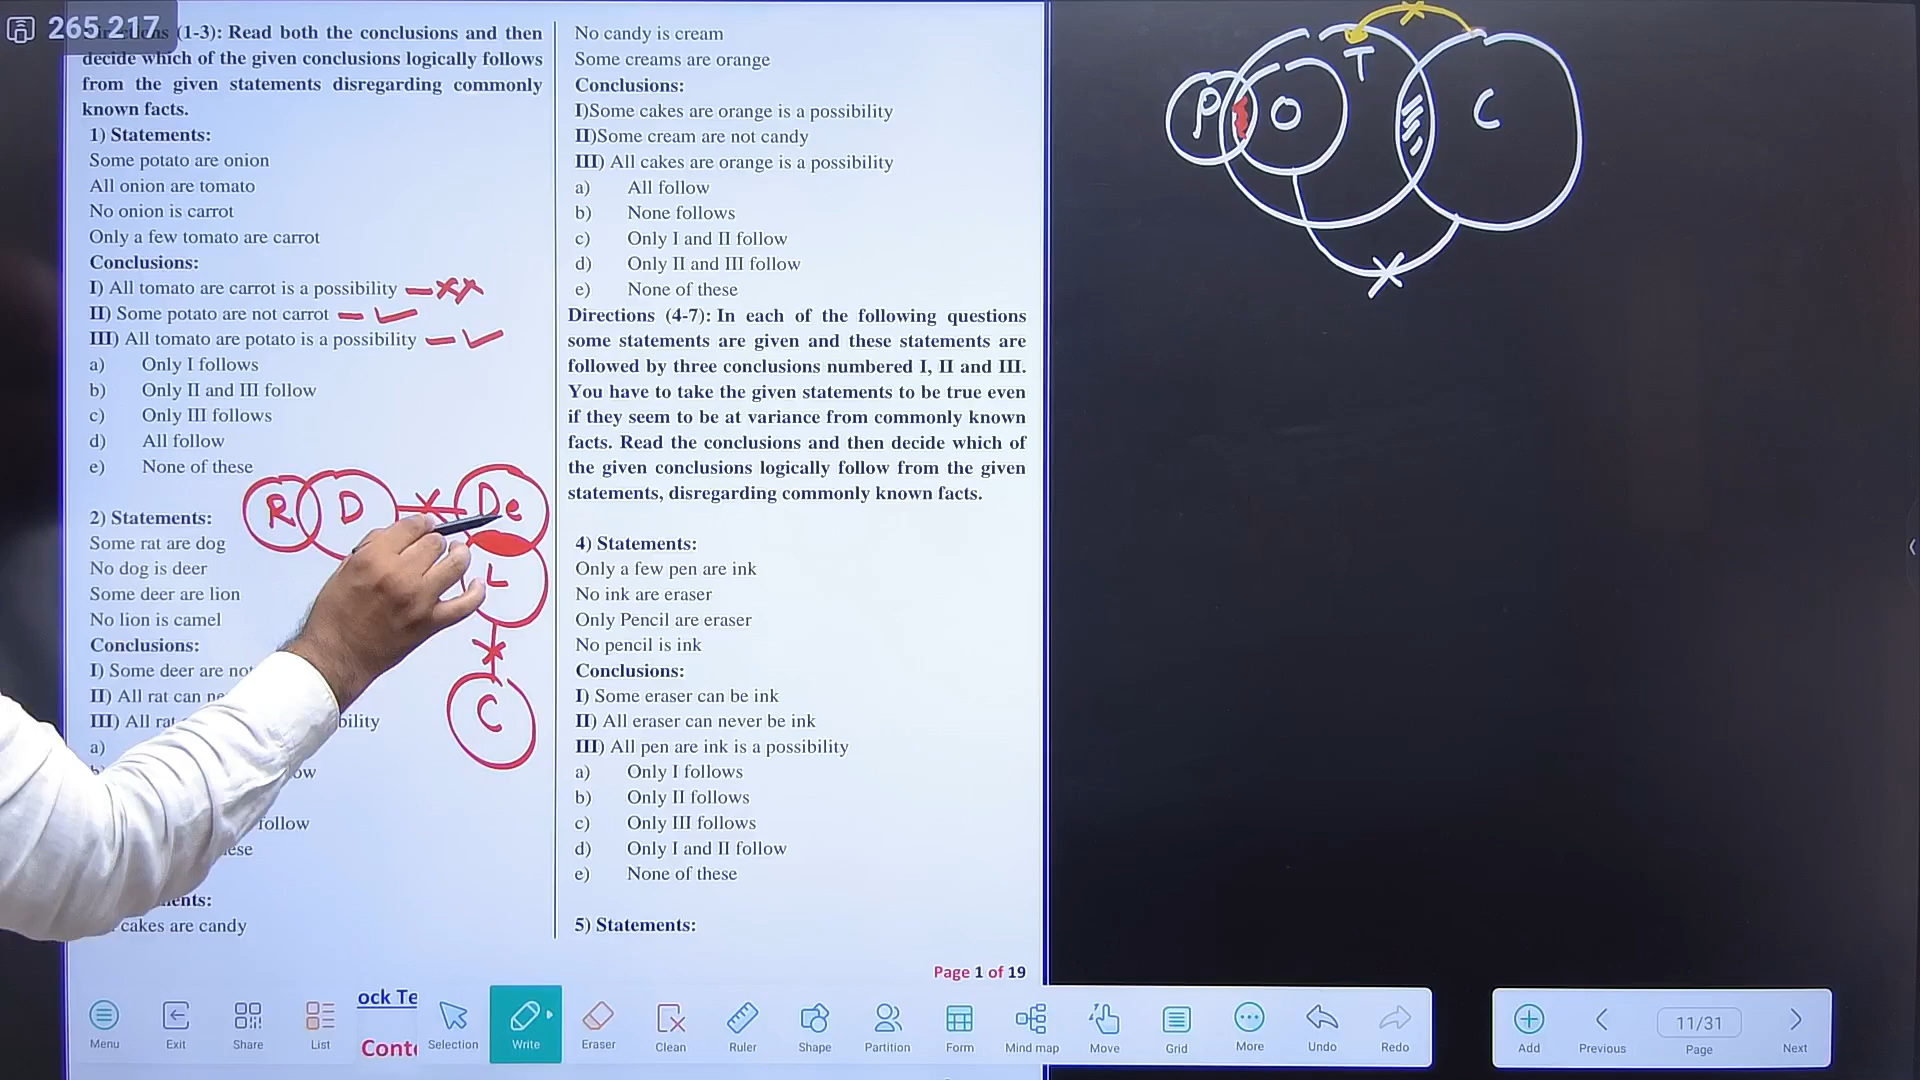 265 217
(1-3): Read both the conclusions and then
decide which of the given conclusions logically follows
from the given statements disregarding commonly
known facts.
1) Statements:
Some potato are onion
All onion are tomato
No onion is carrot
Only a few tomato are carrot
Conclusions:
I) All tomato are carrot is a possibility
II) Some potato are not carrot
III) All tomato are potato is a possibility
a) Only I follows
b) Only II and III follow
c) Only III follows
d) All follow
e) None of these
R D De
L
C
2) Statements:
Some rat are dog
No dog is deer
Some deer are lion
No lion is camel
Conclusions:
I) Some deer are
II) All rat can
III) All
a)
follow
cakes are candy
No candy is cream
Some creams are orange
Conclusions:
I)Some cakes are orange is a possibility
II)Some cream are not candy
III) All cakes are orange is a possibility
a) All follow
b) None follows
c) Only I and II follow
d) Only II and III follow
e) None of these
Directions (4-7): In each of the following questions
some statements are given and these statements are
followed by three conclusions numbered I, II and III.
You have to take the given statements to be true even
if they seem to be at variance from commonly known
facts. Read the conclusions and then decide which of
the given conclusions logically follow from the given
statements, disregarding commonly known facts.
4) Statements:
Only a few pen are ink
No ink are eraser
Only Pencil are eraser
No pencil is ink
Conclusions:
I) Some eraser can be ink
II) All eraser can never be ink
III) All pen are ink is a possibility
a) Only I follows
b) Only II follows
c) Only III follows
d) Only I and II follow
e) None of these
5) Statements:
Page 1 of 19
P O T C
Menu Exit Share List Selection Write Eraser Clean Ruler Shape Partition Form Mind map Move Grid More Undo Redo
Add Previous 11/31 Page Next